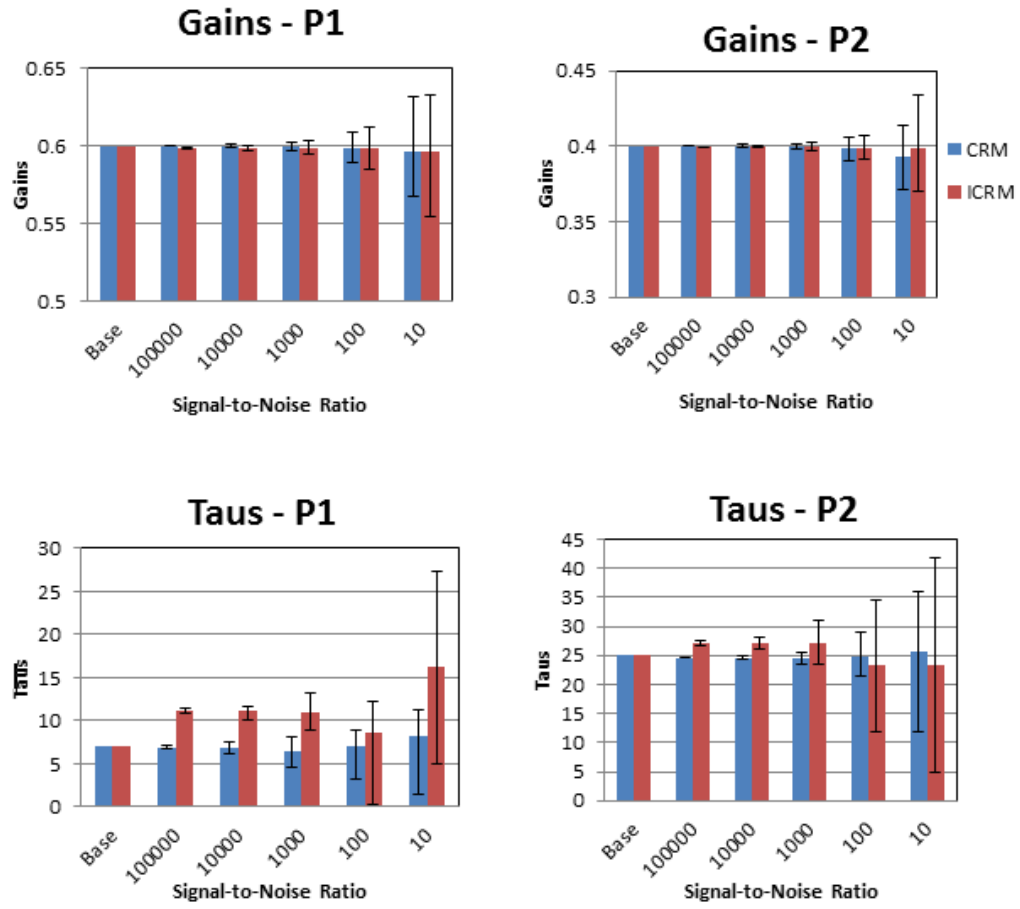 Gains - P1
0.65
0.6
0.55
0.5
Gains
Base
100000
10000
1000
100
10
Signal-to-Noise Ratio
Gains - P2
0.45
0.4
0.35
0.3
Gains
Base
100000
10000
1000
100
10
Signal-to-Noise Ratio
CRM
ICRM
Taus - P1
30
25
20
15
10
5
0
Taus
Base
100000
10000
1000
100
10
Signal-to-Noise Ratio
Taus - P2
45
40
35
30
25
20
15
10
5
0
Taus
Base
100000
10000
1000
100
10
Signal-to-Noise Ratio